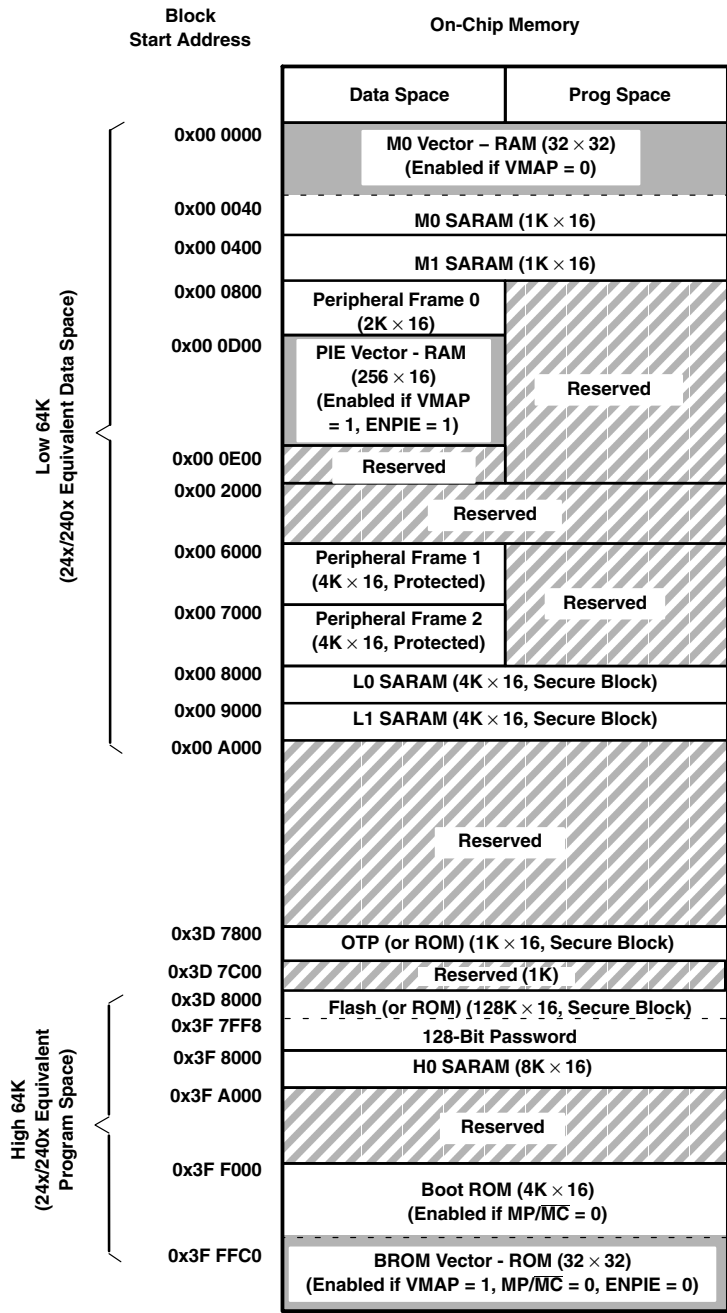 Block
Start Address
On-Chip Memory
Data Space
Prog Space
0x00 0000
M0 Vector – RAM (32 × 32)
(Enabled if VMAP = 0)
0x00 0040
M0 SARAM (1K × 16)
0x00 0400
M1 SARAM (1K × 16)
0x00 0800
Peripheral Frame 0
(2K × 16)
0x00 0D00
PIE Vector - RAM
(256 × 16)
(Enabled if VMAP
= 1, ENPIE = 1)
Reserved
0x00 0E00
Reserved
0x00 2000
Reserved
0x00 6000
Peripheral Frame 1
(4K × 16, Protected)
0x00 7000
Peripheral Frame 2
(4K × 16, Protected)
Reserved
0x00 8000
L0 SARAM (4K × 16, Secure Block)
0x00 9000
L1 SARAM (4K × 16, Secure Block)
0x00 A000
Reserved
Low 64K
(24x/240x Equivalent Data Space)
0x3D 7800
OTP (or ROM) (1K × 16, Secure Block)
0x3D 7C00
Reserved (1K)
0x3D 8000
Flash (or ROM) (128K × 16, Secure Block)
0x3F 7FF8
128-Bit Password
0x3F 8000
H0 SARAM (8K × 16)
0x3F A000
Reserved
0x3F F000
Boot ROM (4K × 16)
(Enabled if MP/M̅C̅ = 0)
0x3F FFC0
BROM Vector - ROM (32 × 32)
(Enabled if VMAP = 1, MP/M̅C̅ = 0, ENPIE = 0)
High 64K
(24x/240x Equivalent
Program Space)